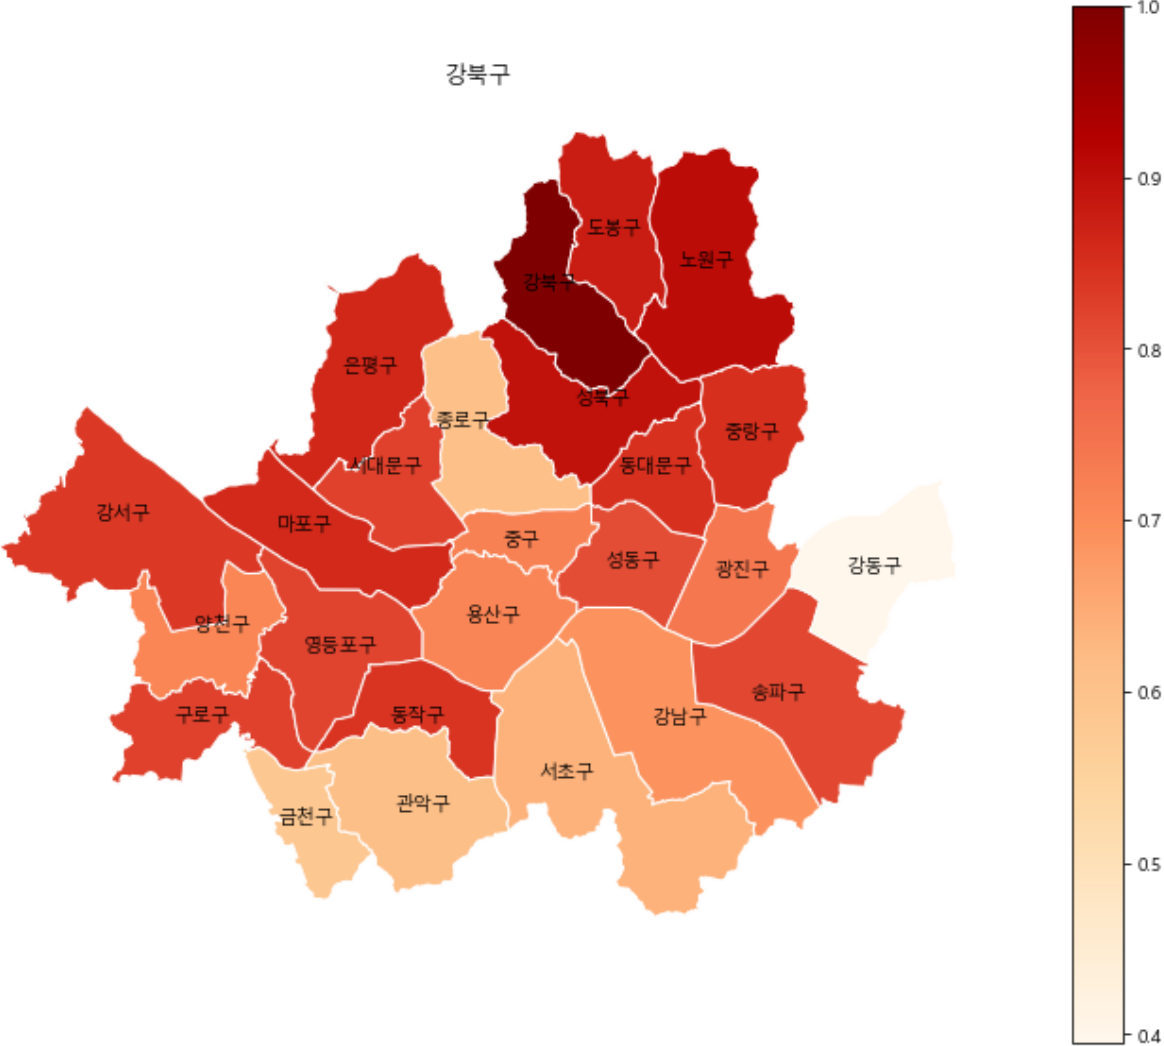 강북구
1.0
0.9
0.8
0.7
0.6
0.5
0.4
도봉구
노원구
강북구
은평구
성북구
종로구
중랑구
서대문구
동대문구
강서구
마포구
중구
성동구
광진구
강동구
양천구
용산구
영등포구
송파구
구로구
동작구
강남구
서초구
관악구
금천구